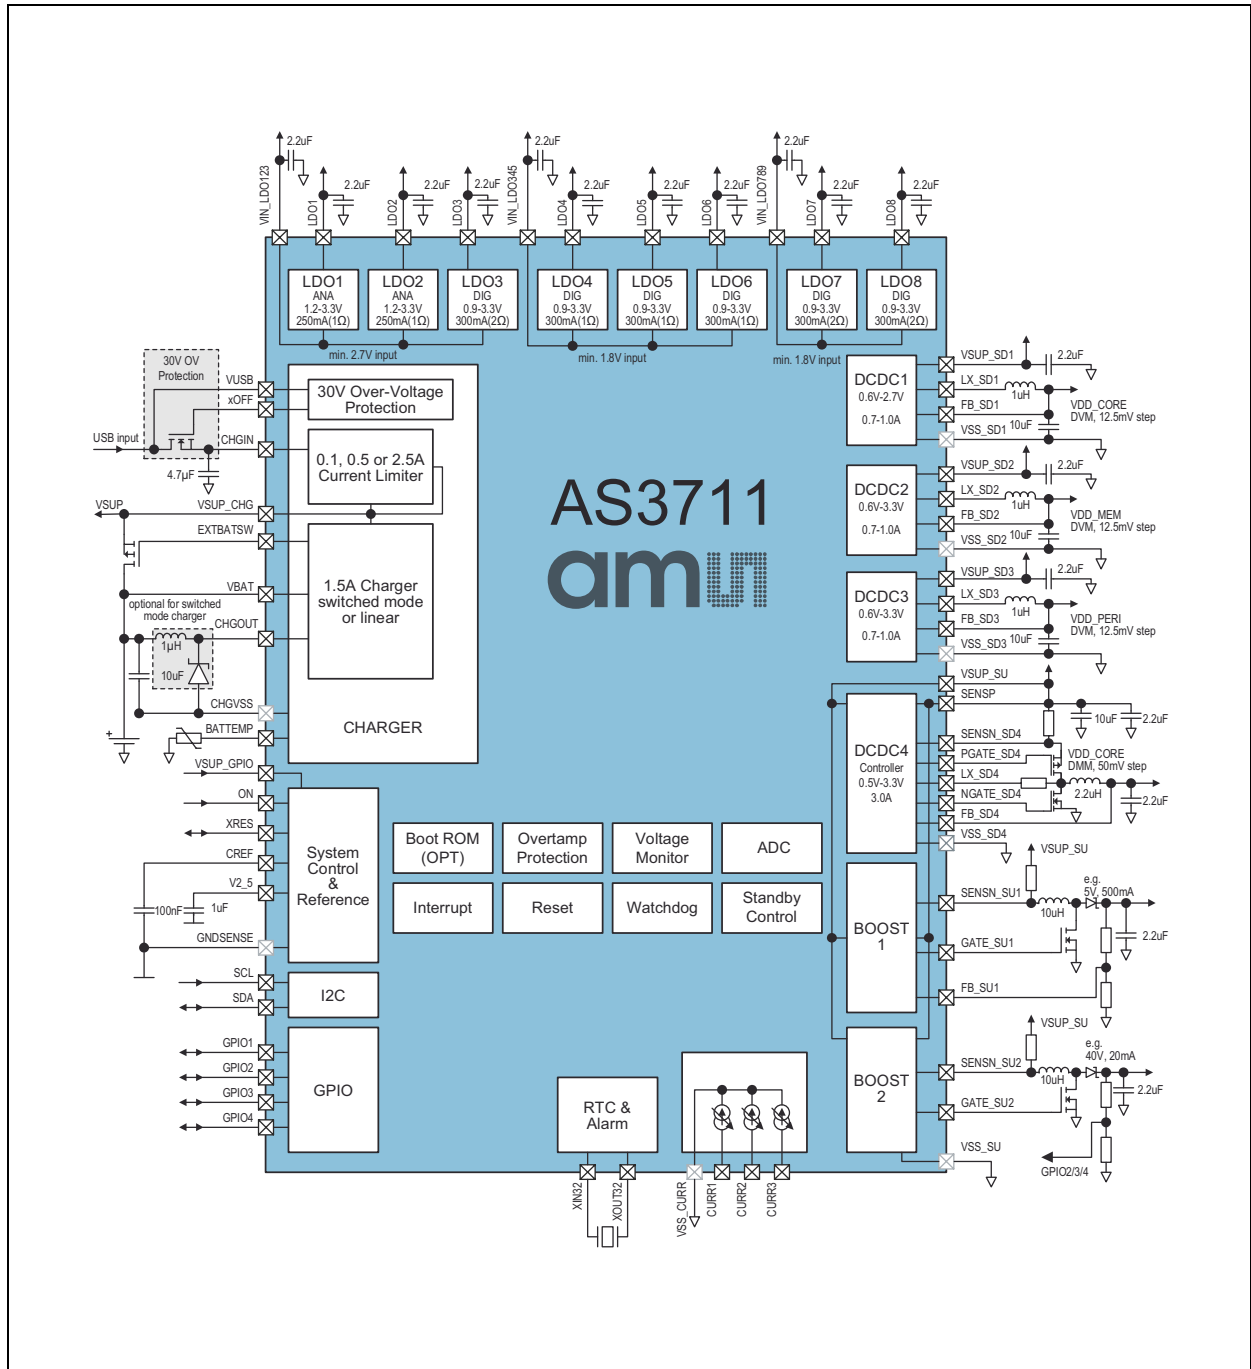 2.2uF
2.2uF
2.2uF
VIN_LDO123
LDO1
2.2uF
LDO2
2.2uF
LDO3
2.2uF
VIN_LDO345
LDO4
2.2uF
LDO5
2.2uF
LDO6
2.2uF
VIN_LDO789
LDO7
2.2uF
LDO8
2.2uF
LDO1
ANA
1.2-3.3V
250mA(1Ω)
LDO2
ANA
1.2-3.3V
250mA(1Ω)
LDO3
DIG
0.9-3.3V
300mA(2Ω)
LDO4
DIG
0.9-3.3V
300mA(1Ω)
LDO5
DIG
0.9-3.3V
300mA(1Ω)
LDO6
DIG
0.9-3.3V
300mA(1Ω)
LDO7
DIG
0.9-3.3V
300mA(2Ω)
LDO8
DIG
0.9-3.3V
300mA(2Ω)
min. 2.7V input
min. 1.8V input
min. 1.8V input
30V OV
Protection
VUSB
xOFF
USB input
CHGIN
4.7µF
VSUP
VSUP_CHG
EXTBATSW
VBAT
optional for switched
mode charger
CHGOUT
1µH
10uF
CHGVSS
BATTEMP
+
30V Over-Voltage
Protection
0.1, 0.5 or 2.5A
Current Limiter
1.5A Charger
switched mode
or linear
CHARGER
AS3711
am
DCDC1
0.6V-2.7V
0.7-1.0A
VSUP_SD1
2.2uF
LX_SD1
1uH
FB_SD1
10uF
VDD_CORE
DVM, 12.5mV step
VSS_SD1
DCDC2
0.6V-3.3V
0.7-1.0A
VSUP_SD2
2.2uF
LX_SD2
1uH
FB_SD2
10uF
VDD_MEM
DVM, 12.5mV step
VSS_SD2
DCDC3
0.6V-3.3V
0.7-1.0A
VSUP_SD3
2.2uF
LX_SD3
1uH
FB_SD3
10uF
VDD_PERI
DVM, 12.5mV step
VSS_SD3
VSUP_SU
SENSP
10uF
2.2uF
DCDC4
Controller
0.5V-3.3V
3.0A
SENSN_SD4
PGATE_SD4
VDD_CORE
DMM, 50mV step
LX_SD4
2.2uH
NGATE_SD4
2.2uF
FB_SD4
VSS_SD4
VSUP_GPIO
ON
XRES
CREF
V2_5
100nF
1uF
GNDSENSE
System
Control
&
Reference
Boot ROM
(OPT)
Overtamp
Protection
Voltage
Monitor
ADC
Interrupt
Reset
Watchdog
Standby
Control
SCL
SDA
I2C
GPIO1
GPIO2
GPIO3
GPIO4
GPIO
RTC &
Alarm
XIN32
XOUT32
VSS_CURR
CURR1
CURR2
CURR3
BOOST
1
VSUP_SU
SENSN_SU1
10uH
e.g.
5V, 500mA
2.2uF
GATE_SU1
FB_SU1
BOOST
2
VSUP_SU
SENSN_SU2
10uH
e.g.
40V, 20mA
2.2uF
GATE_SU2
VSS_SU
GPIO2/3/4